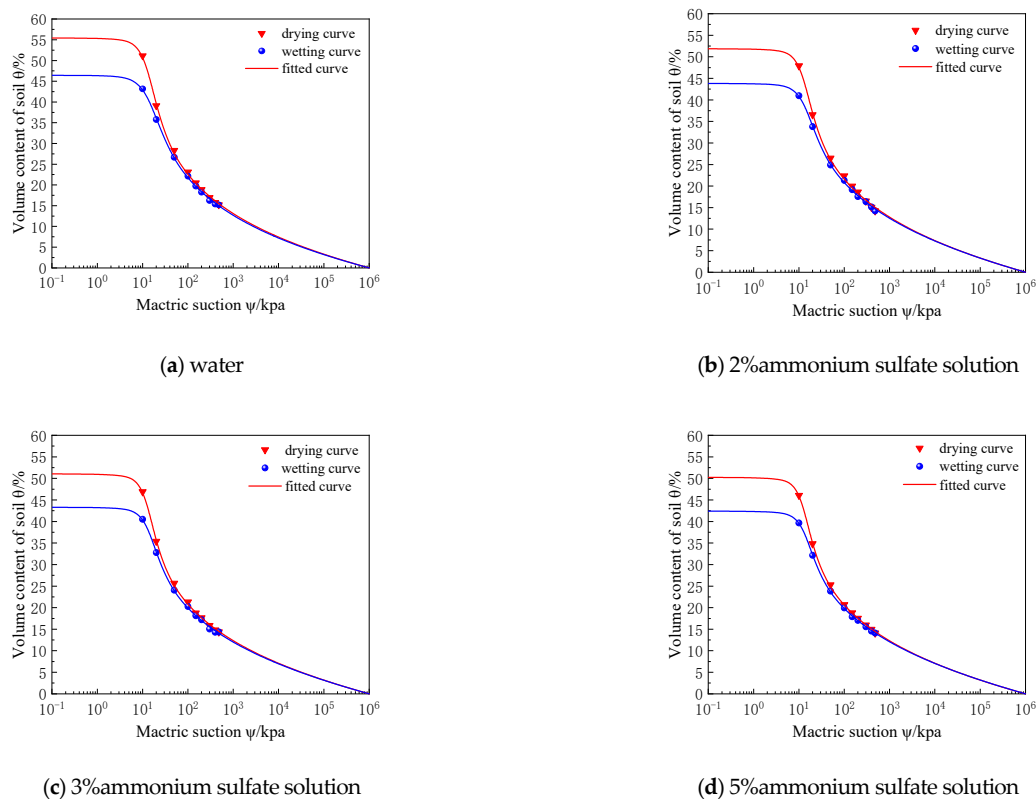 60
55
50
45
40
35
30
25
20
15
10
5
0
Volume content of soil θ/%
drying curve
wetting curve
fitted curve
10⁻¹ 10⁰ 10¹ 10² 10³ 10⁴ 10⁵ 10⁶
Mactric suction ψ/kpa
(a) water
60
55
50
45
40
35
30
25
20
15
10
5
0
Volume content of soil θ/%
drying curve
wetting curve
fitted curve
10⁻¹ 10⁰ 10¹ 10² 10³ 10⁴ 10⁵ 10⁶
Mactric suction ψ/kpa
(b) 2%ammonium sulfate solution
60
55
50
45
40
35
30
25
20
15
10
5
0
Volume content of soil θ/%
drying curve
wetting curve
fitted curve
10⁻¹ 10⁰ 10¹ 10² 10³ 10⁴ 10⁵ 10⁶
Mactric suction ψ/kpa
(c) 3%ammonium sulfate solution
60
55
50
45
40
35
30
25
20
15
10
5
0
Volume content of soil θ/%
drying curve
wetting curve
fitted curve
10⁻¹ 10⁰ 10¹ 10² 10³ 10⁴ 10⁵ 10⁶
Mactric suction ψ/kpa
(d) 5%ammonium sulfate solution